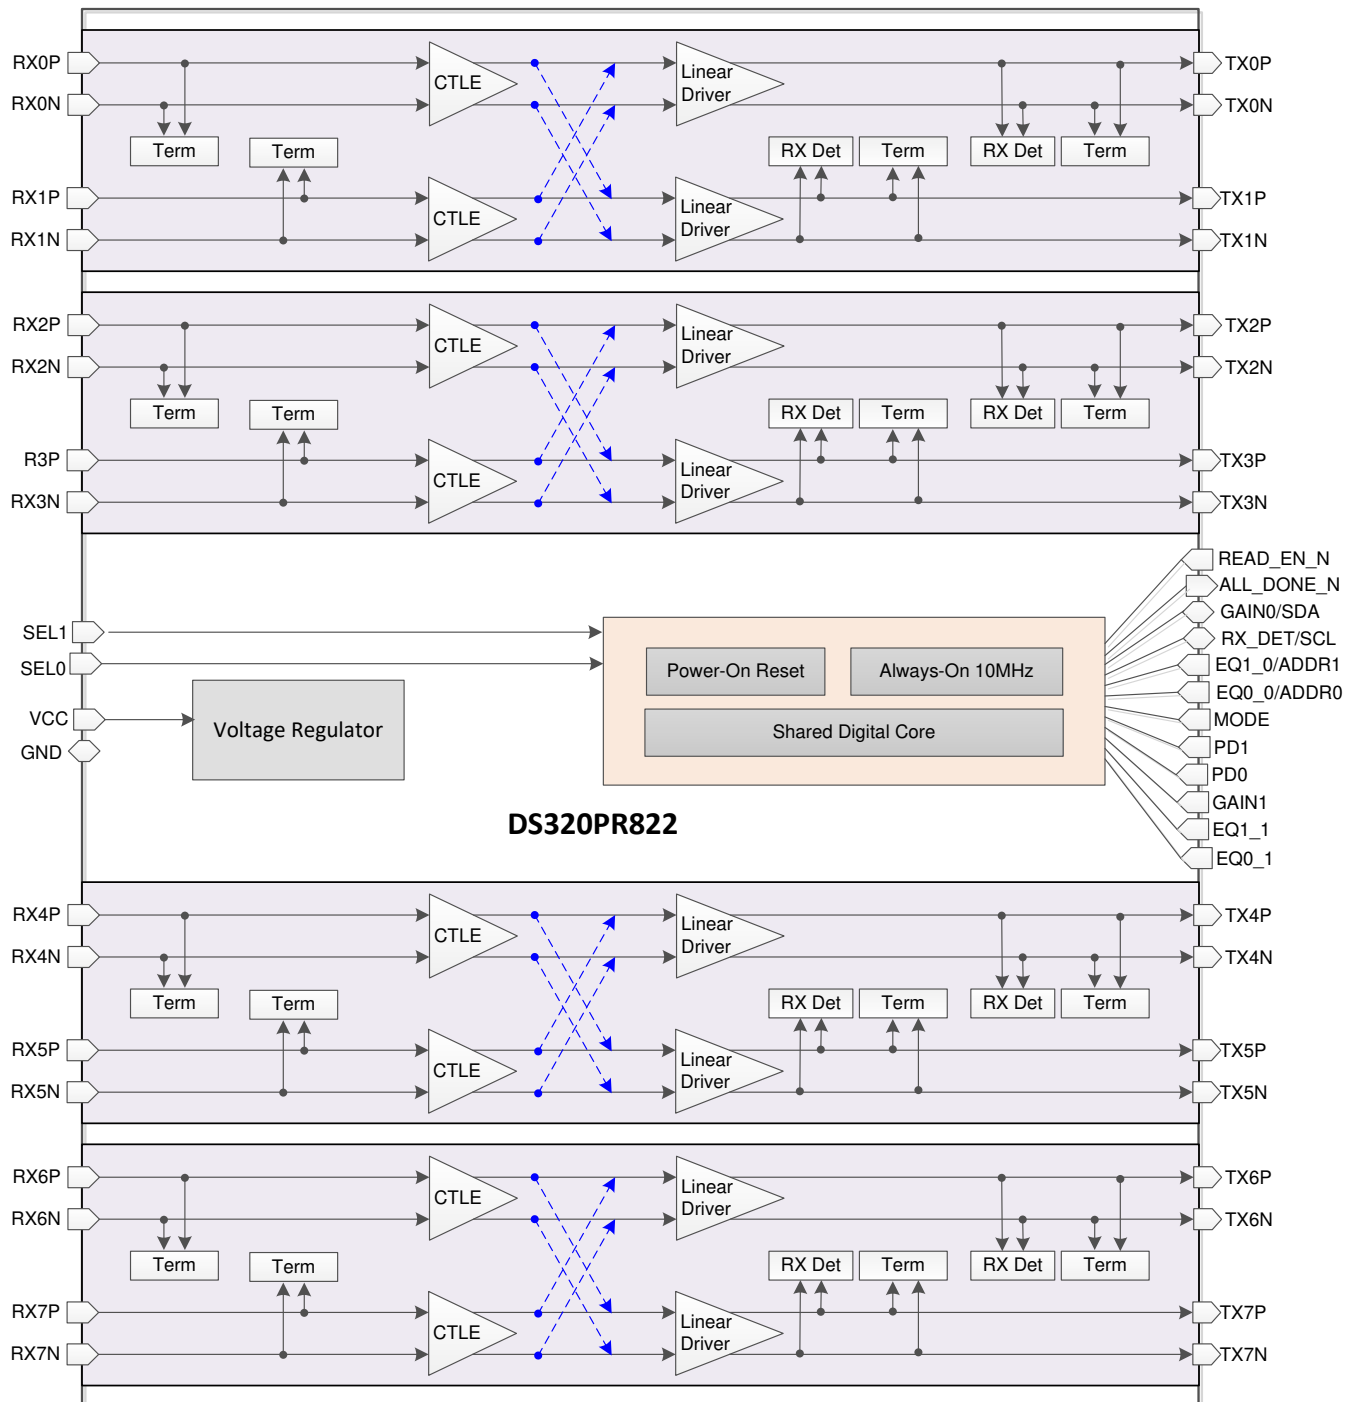 RX0P
CTLE
Linear
Driver
TX0P
RX0N
TX0N
Term
Term
RX Det
Term
RX Det
Term
RX1P
CTLE
Linear
Driver
TX1P
RX1N
TX1N
RX2P
CTLE
Linear
Driver
TX2P
RX2N
TX2N
Term
Term
RX Det
Term
RX Det
Term
R3P
CTLE
Linear
Driver
TX3P
RX3N
TX3N
READ_EN_N
ALL_DONE_N
GAIN0/SDA
RX_DET/SCL
EQ1_0/ADDR1
EQ0_0/ADDR0
MODE
PD1
PD0
GAIN1
EQ1_1
EQ0_1
SEL1
SEL0
VCC
GND
Voltage Regulator
Power-On Reset
Always-On 10MHz
Shared Digital Core
DS320PR822
RX4P
CTLE
Linear
Driver
TX4P
RX4N
TX4N
Term
Term
RX Det
Term
RX Det
Term
RX5P
CTLE
Linear
Driver
TX5P
RX5N
TX5N
RX6P
CTLE
Linear
Driver
TX6P
RX6N
TX6N
Term
Term
RX Det
Term
RX Det
Term
RX7P
CTLE
Linear
Driver
TX7P
RX7N
TX7N